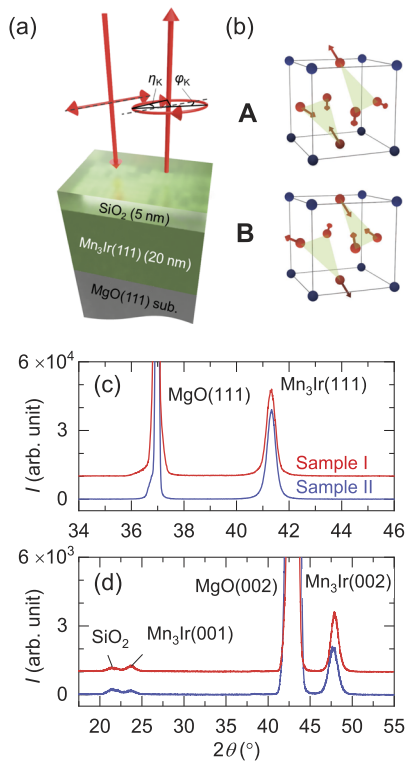 (a)
η_K φ_K
SiO₂ (5 nm)
Mn₃Ir(111) (20 nm)
MgO(111) sub.
(b)
A
B
(c)
6 ×10⁴
3
0
I (arb. unit)
MgO(111)
Mn₃Ir(111)
Sample I
Sample II
34 36 38 40 42 44 46
(d)
6 ×10³
3
0
I (arb. unit)
MgO(002)
Mn₃Ir(002)
SiO₂
Mn₃Ir(001)
20 25 30 35 40 45 50 55
2θ (°)